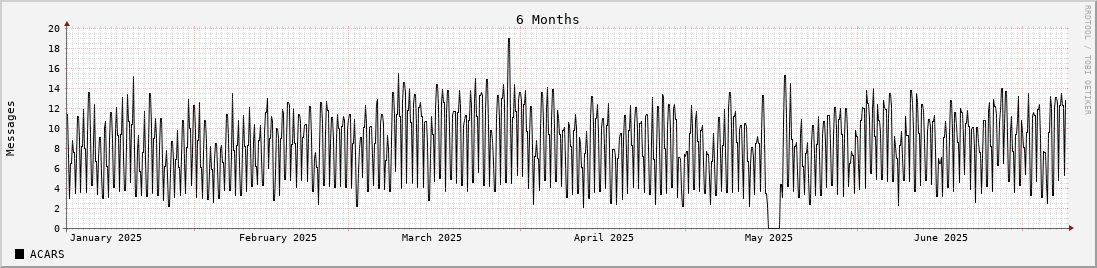 6 Months
RRDTOOL / TOBI OETIKER
Messages
20
18
16
14
12
10
8
6
4
2
0
January 2025 February 2025 March 2025 April 2025 May 2025 June 2025
ACARS